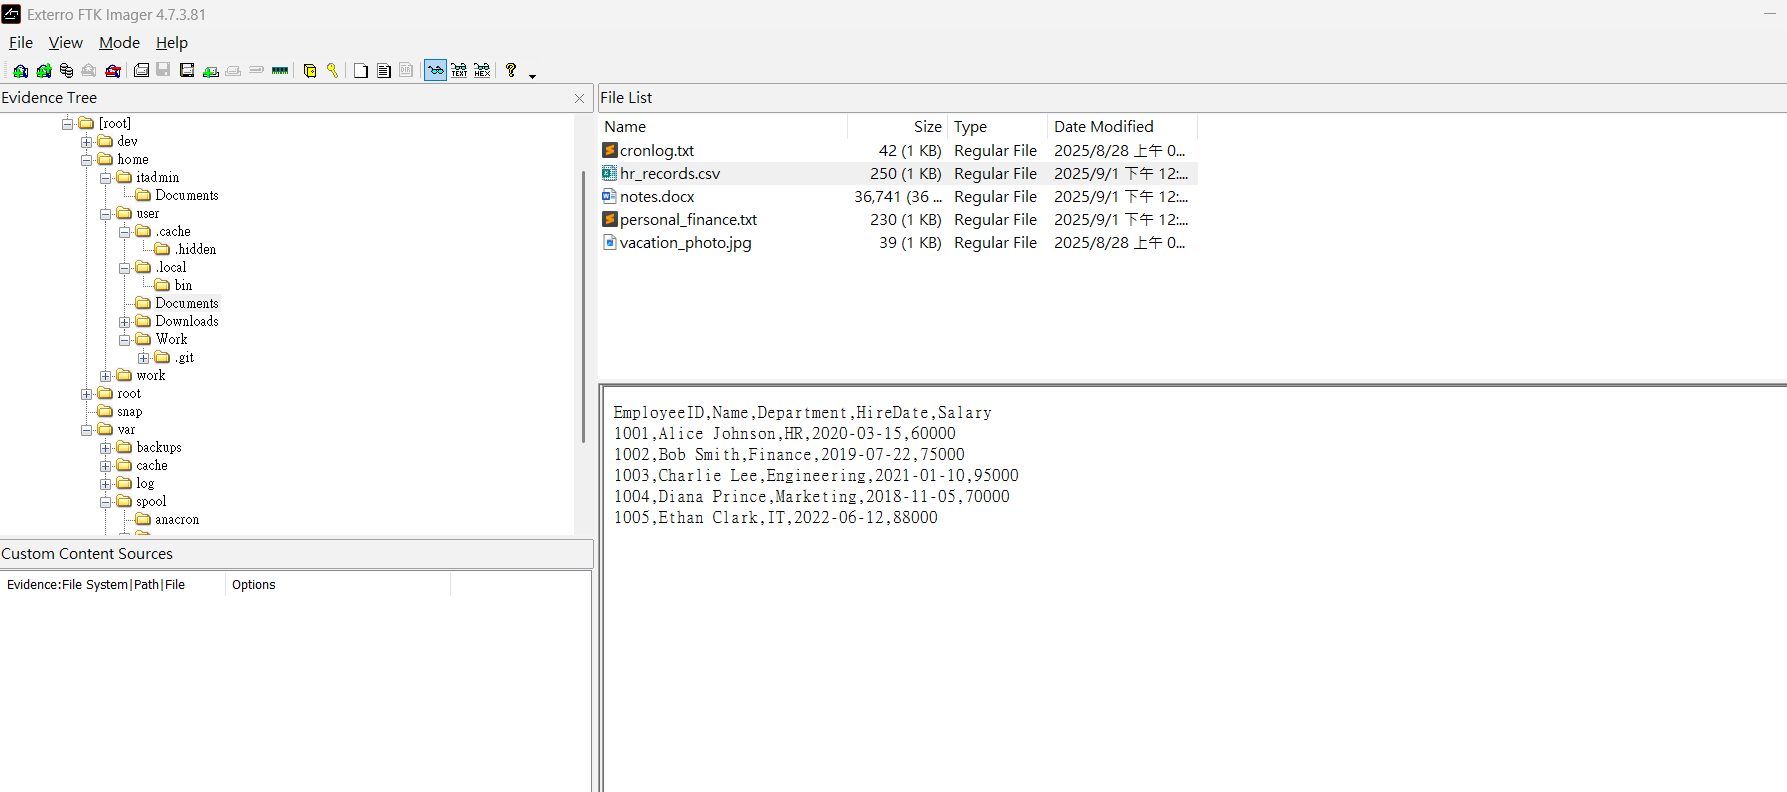 Exterro FTK Imager 4.7.3.81
File View Mode Help
Evidence Tree
[root]
dev
home
itadmin
Documents
user
.cache
.hidden
.local
bin
Documents
Downloads
Work
.git
work
root
snap
var
backups
cache
log
spool
anacron
Custom Content Sources
Evidence:File System|Path|File Options
File List
Name Size Type Date Modified
cronlog.txt 42 (1 KB) Regular File 2025/8/28 上午 0...
hr_records.csv 250 (1 KB) Regular File 2025/9/1 下午 12:...
notes.docx 36,741 (36 ... Regular File 2025/9/1 下午 12:...
personal_finance.txt 230 (1 KB) Regular File 2025/9/1 下午 12:...
vacation_photo.jpg 39 (1 KB) Regular File 2025/8/28 上午 0...
EmployeeID,Name,Department,HireDate,Salary
1001,Alice Johnson,HR,2020-03-15,60000
1002,Bob Smith,Finance,2019-07-22,75000
1003,Charlie Lee,Engineering,2021-01-10,95000
1004,Diana Prince,Marketing,2018-11-05,70000
1005,Ethan Clark,IT,2022-06-12,88000